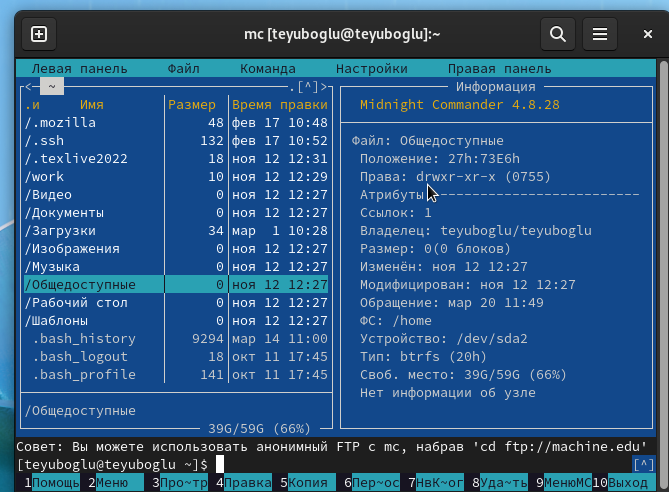 mc [teyuboglu@teyuboglu]:~
Левая панель Файл Команда Настройки Правая панель
<- ~ .[^]>
.и Имя Размер Время правки
/.mozilla 48 фев 17 10:48
/.ssh 132 фев 17 10:52
/.texlive2022 18 ноя 12 12:31
/work 10 ноя 12 12:29
/Видео 0 ноя 12 12:27
/Документы 0 ноя 12 12:27
/Загрузки 34 мар 1 10:28
/Изображения 0 ноя 12 12:27
/Музыка 0 ноя 12 12:27
/Общедоступные 0 ноя 12 12:27
/Рабочий стол 0 ноя 12 12:27
/Шаблоны 0 ноя 12 12:27
.bash_history 9294 мар 14 11:00
.bash_logout 18 окт 11 17:45
.bash_profile 141 окт 11 17:45
/Общедоступные
39G/59G (66%)
Информация
Midnight Commander 4.8.28
Файл: Общедоступные
Положение: 27h:73E6h
Права: drwxr-xr-x (0755)
Атрибуты
Ссылок: 1
Владелец: teyuboglu/teyuboglu
Размер: 0(0 блоков)
Изменён: ноя 12 12:27
Модифицирован: ноя 12 12:27
Обращение: мар 20 11:49
ФС: /home
Устройство: /dev/sda2
Тип: btrfs (20h)
Своб. место: 39G/59G (66%)
Нет информации об узле
Совет: Вы можете использовать анонимный FTP с mc, набрав 'cd ftp://machine.edu'
[teyuboglu@teyuboglu ~]$ [^]
1Помощь 2Меню 3Про~тр 4Правка 5Копия 6Пер~ос 7НвК~ог 8Уда~ть 9МенюMC 10Выход